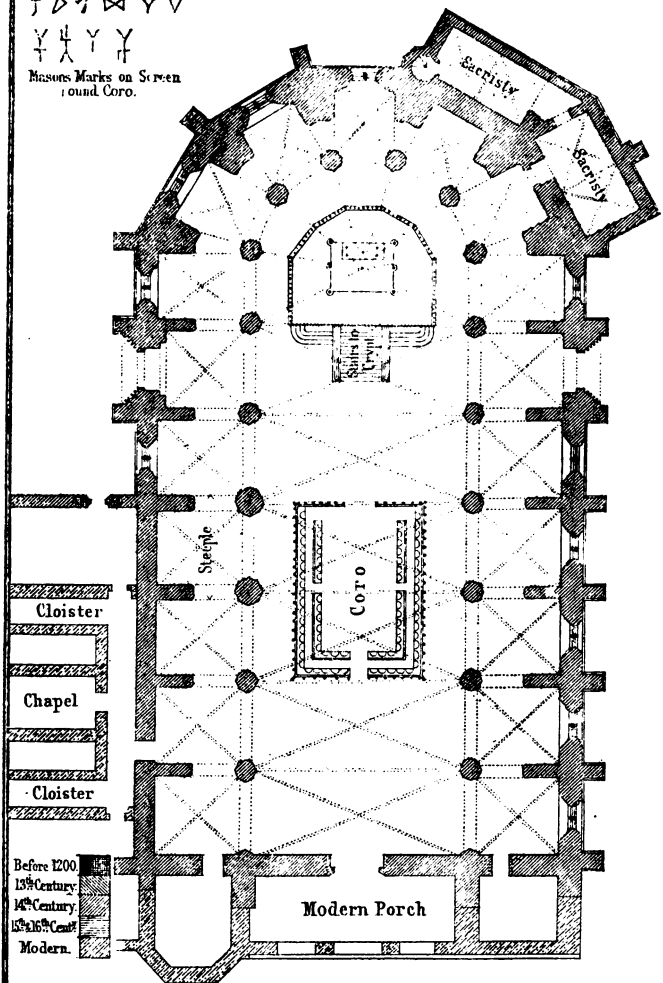 Masons Marks on Screen
round Coro.
Sacristy
Sacristy
Stairs to
Crypt
Steeple
Coro
Cloister
Chapel
Cloister
Before 1200.
13th Century.
14th Century.
15th & 16th Centy
Modern.
Modern Porch